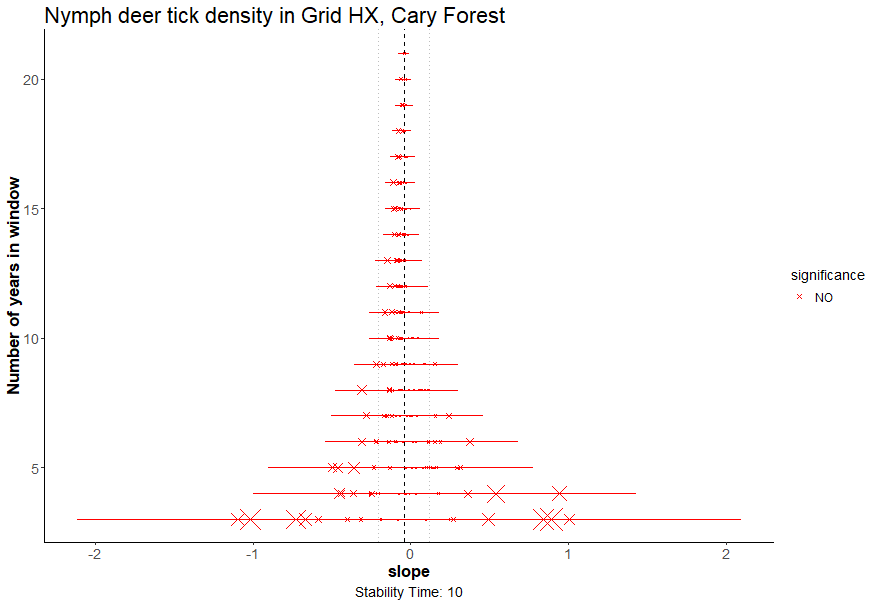 Nymph deer tick density in Grid HX, Cary Forest
Number of years in window
20
15
10
5
-2
-1
0
1
2
slope
Stability Time: 10
significance
NO